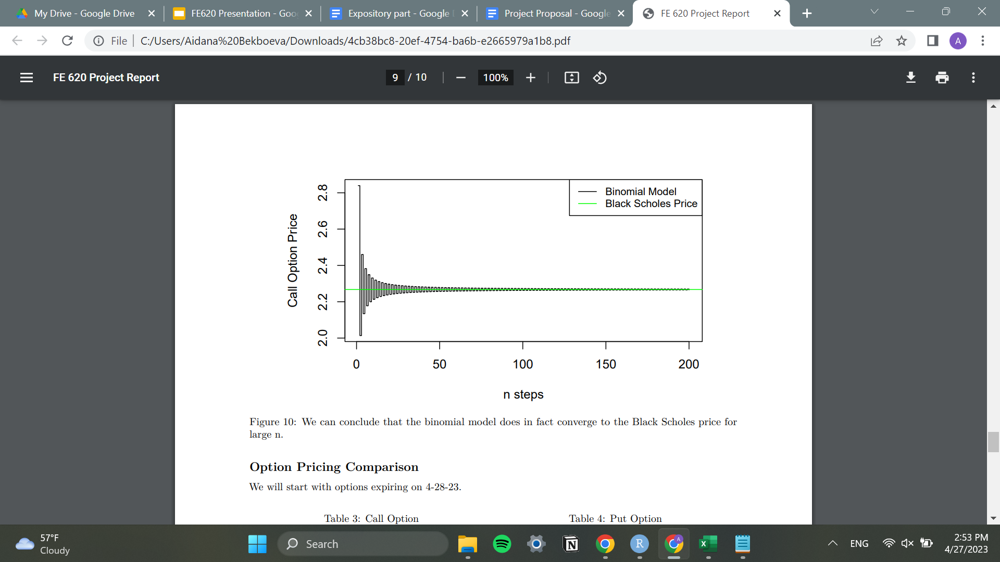 My Drive - Google Drive
FE620 Presentation - Goo
Expository part - Google
Project Proposal - Google
FE 620 Project Report
File
C:/Users/Aidana%20Bekboeva/Downloads/4cb38bc8-20ef-4754-ba6b-e2665979a1b8.pdf
A
FE 620 Project Report
9 / 10
100%
Call Option Price
2.8
2.6
2.4
2.2
2.0
Binomial Model
Black Scholes Price
0 50 100 150 200
n steps
Figure 10: We can conclude that the binomial model does in fact converge to the Black Scholes price for
large n.
Option Pricing Comparison
We will start with options expiring on 4-28-23.
Table 3: Call Option
Table 4: Put Option
57°F
Cloudy
Search
N
R
A
X
ENG
2:53 PM
4/27/2023